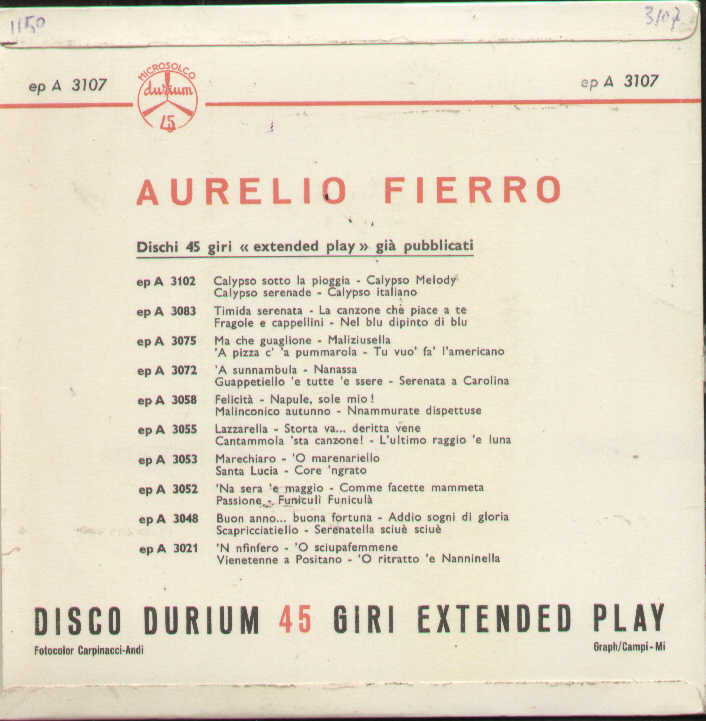 1150
3107
ep A 3107
MICROSOLCO
durium
45
ep A 3107
AURELIO FIERRO
Dischi 45 giri « extended play » già pubblicati
ep A 3102 Calypso sotto la pioggia - Calypso Melody
Calypso serenade - Calypso italiano
ep A 3083 Timida serenata - La canzone chè piace a te
Fragole e cappellini - Nel blu dipinto di blu
ep A 3075 Ma che guaglione - Maliziusella
'A pizza c' 'a pummarola - Tu vuo' fa' l'americano
ep A 3072 'A sunnambula - Nanassa
Guappetiello 'e tutte 'e ssere - Serenata a Carolina
ep A 3058 Felicità - Napule, sole mio !
Malinconico autunno - Nnammurate dispettuse
ep A 3055 Lazzarella - Storta va... deritta vene
Cantammola 'sta canzone! - L'ultimo raggio 'e luna
ep A 3053 Marechiaro - 'O marenariello
Santa Lucia - Core 'ngrato
ep A 3052 'Na sera 'e maggio - Comme facette mammeta
Passione - Funiculì Funiculà
ep A 3048 Buon anno... buona fortuna - Addio sogni di gloria
Scapricciatiello - Serenatella sciuè sciuè
ep A 3021 'N nfinfero - 'O sciupafemmene
Vienetenne a Positano - 'O ritratto 'e Nanninella
DISCO DURIUM 45 GIRI EXTENDED PLAY
Fotocolor Carpinacci-Andi
Graph/Campi-Mi